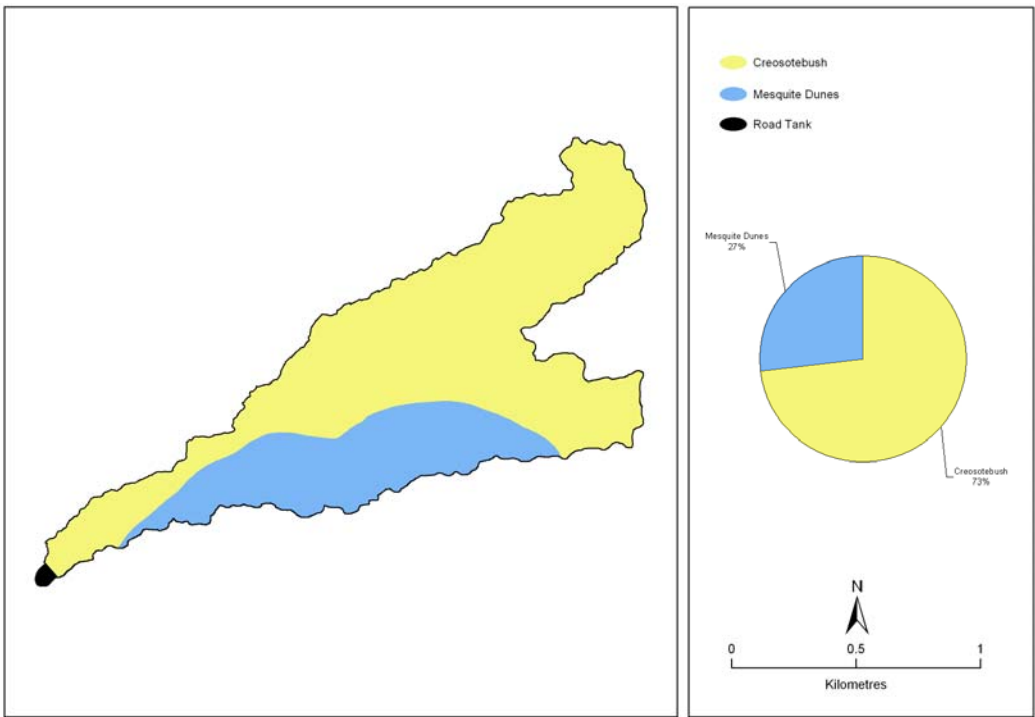 Creosotebush
Mesquite Dunes
Road Tank
Mesquite Dunes
27%
Creosotebush
73%
N
0 0.5 1
Kilometres